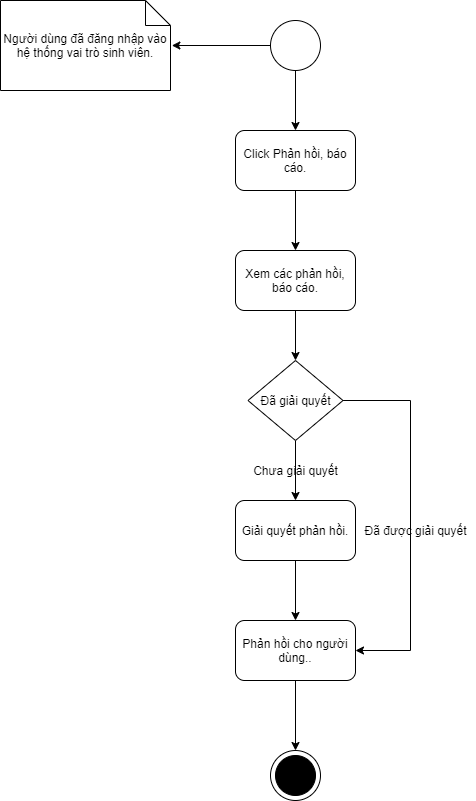 Người dùng đã đăng nhập vào
hệ thống vai trò sinh viên.
Click Phản hồi, báo
cáo.
Xem các phản hồi,
báo cáo.
Đã giải quyết
Chưa giải quyết
Giải quyết phản hồi.
Đã được giải quyết
Phản hồi cho người
dùng..